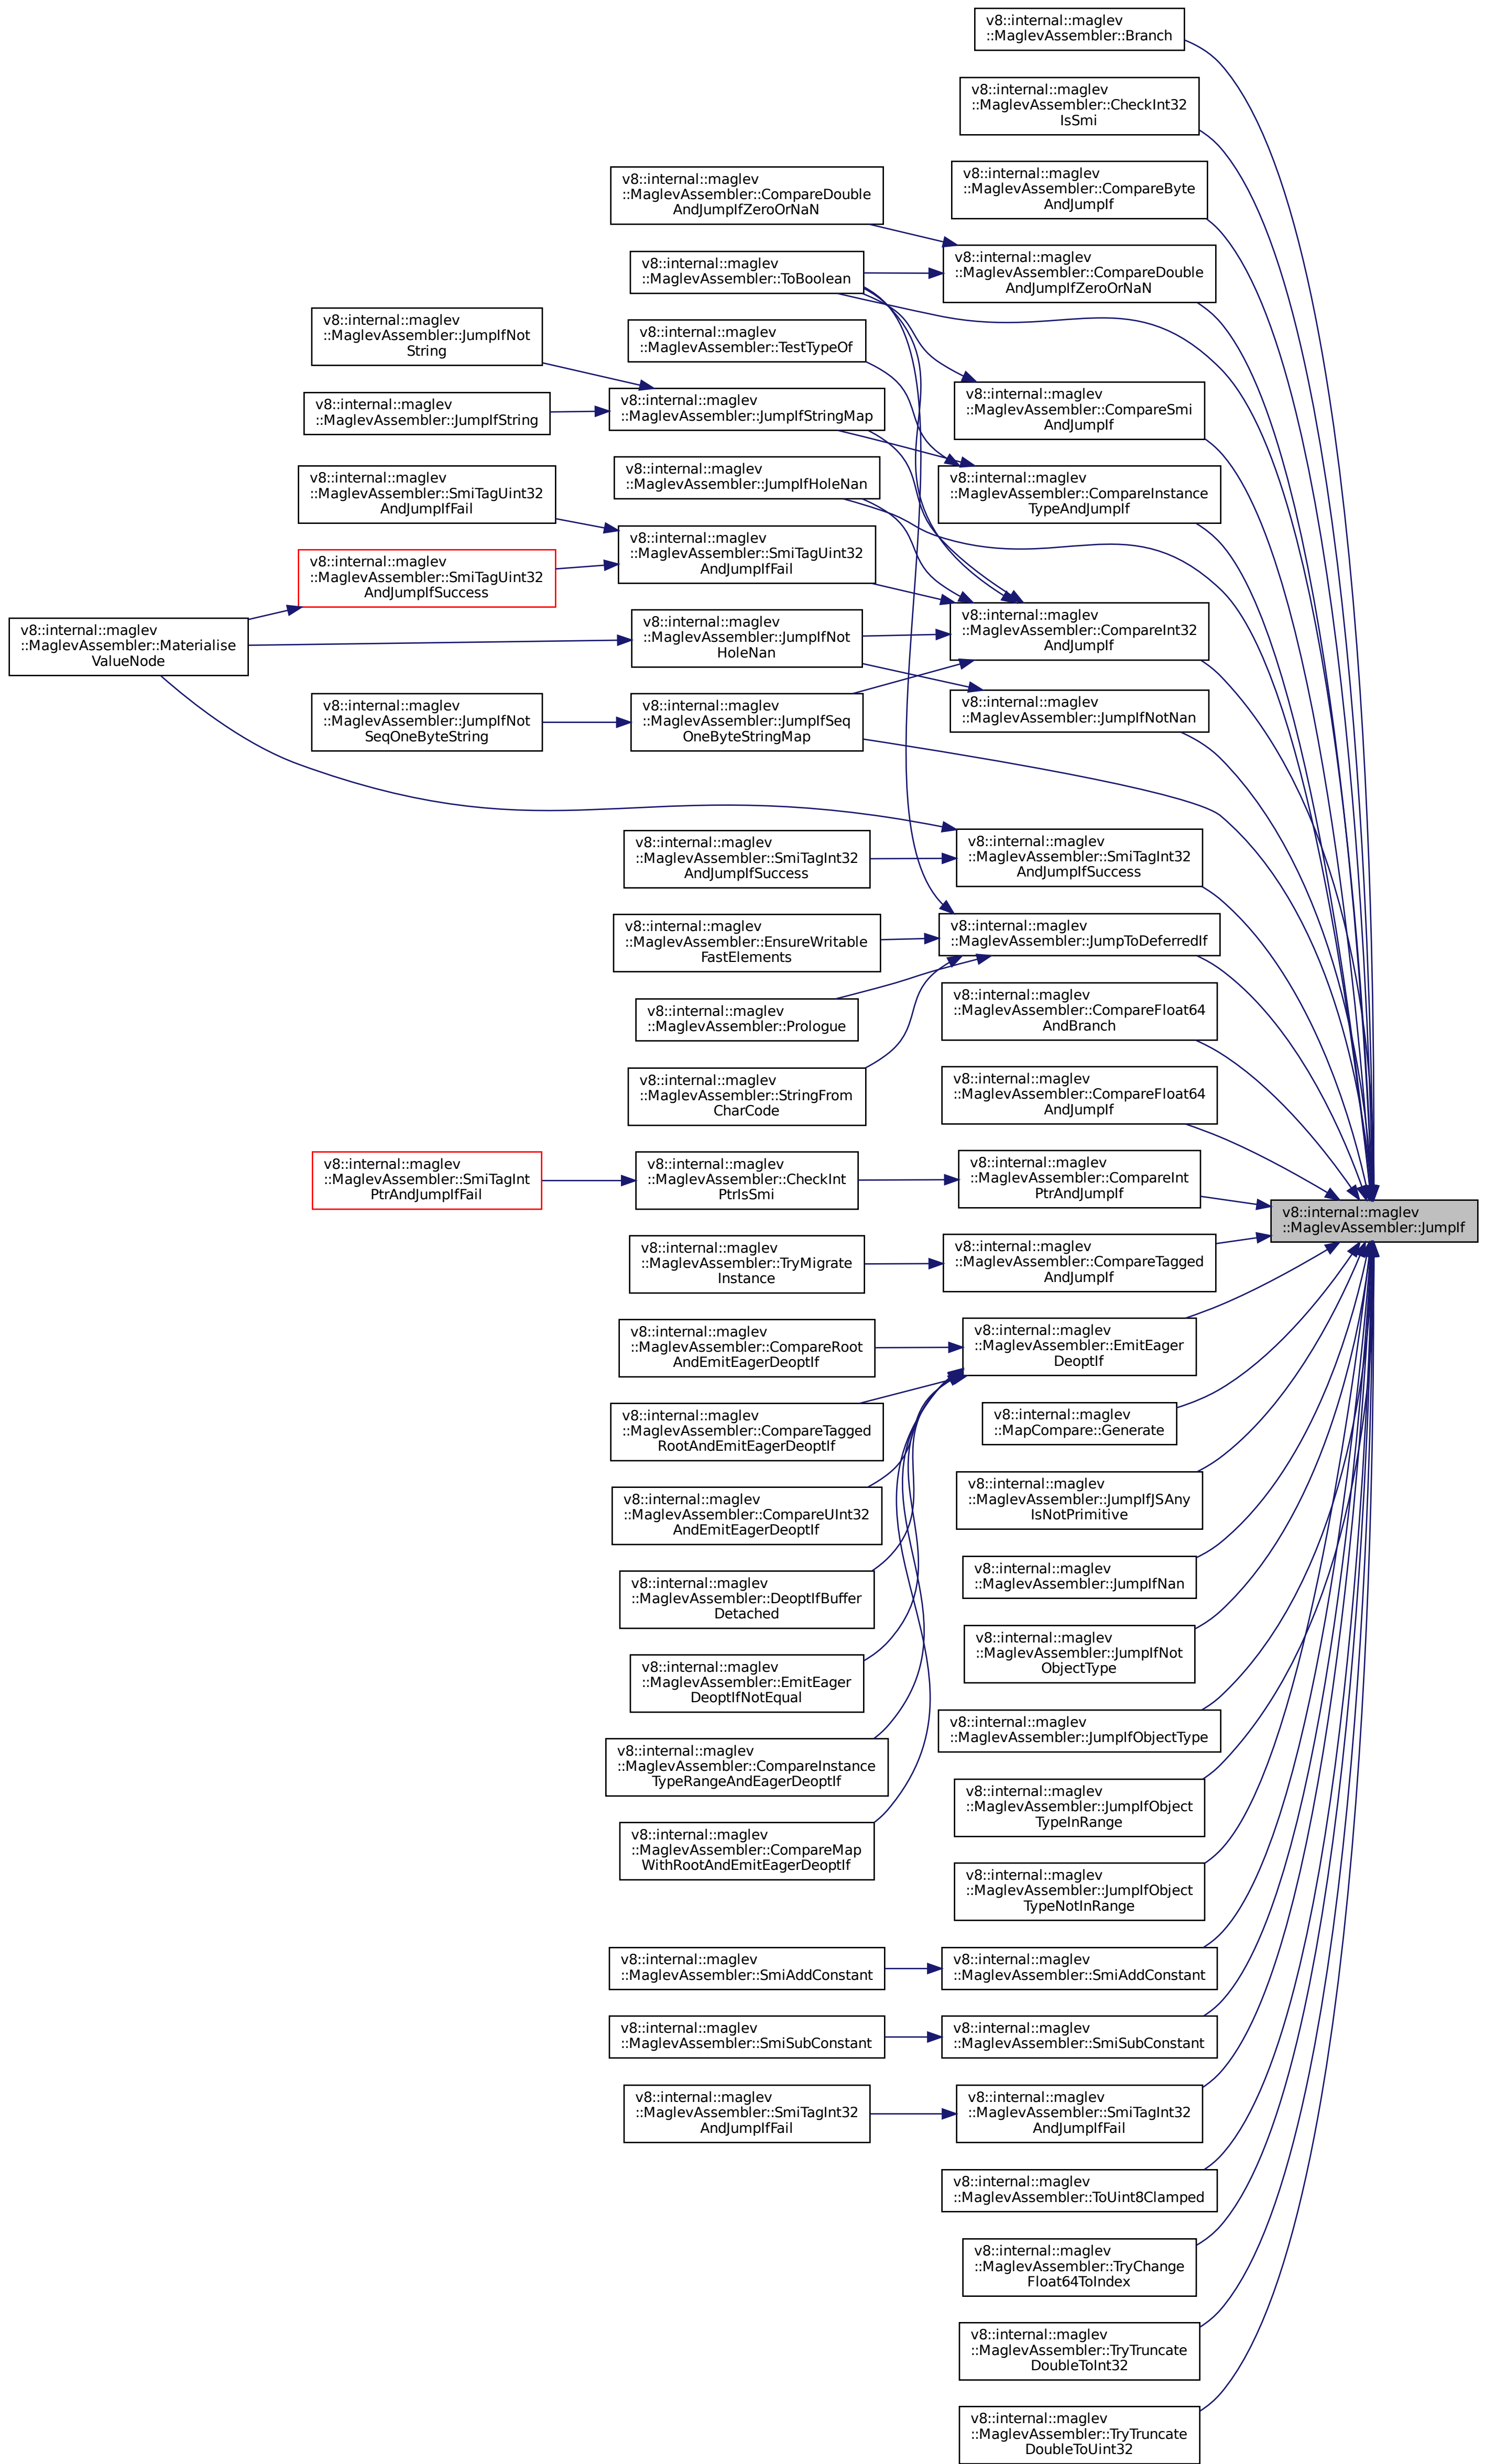 v8::internal::maglev
::MaglevAssembler::Branch
v8::internal::maglev
::MaglevAssembler::CheckInt32
IsSmi
v8::internal::maglev
::MaglevAssembler::CompareByte
AndJumpIf
v8::internal::maglev
::MaglevAssembler::CompareDouble
AndJumpIfZeroOrNaN
v8::internal::maglev
::MaglevAssembler::CompareDouble
AndJumpIfZeroOrNaN
v8::internal::maglev
::MaglevAssembler::ToBoolean
v8::internal::maglev
::MaglevAssembler::JumpIfNot
String
v8::internal::maglev
::MaglevAssembler::TestTypeOf
v8::internal::maglev
::MaglevAssembler::CompareSmi
AndJumpIf
v8::internal::maglev
::MaglevAssembler::JumpIfString
v8::internal::maglev
::MaglevAssembler::JumpIfStringMap
v8::internal::maglev
::MaglevAssembler::JumpIfHoleNan
v8::internal::maglev
::MaglevAssembler::CompareInstance
TypeAndJumpIf
v8::internal::maglev
::MaglevAssembler::SmiTagUint32
AndJumpIfFail
v8::internal::maglev
::MaglevAssembler::SmiTagUint32
AndJumpIfFail
v8::internal::maglev
::MaglevAssembler::SmiTagUint32
AndJumpIfSuccess
v8::internal::maglev
::MaglevAssembler::Materialise
ValueNode
v8::internal::maglev
::MaglevAssembler::JumpIfNot
HoleNan
v8::internal::maglev
::MaglevAssembler::CompareInt32
AndJumpIf
v8::internal::maglev
::MaglevAssembler::JumpIfNot
SeqOneByteString
v8::internal::maglev
::MaglevAssembler::JumpIfSeq
OneByteStringMap
v8::internal::maglev
::MaglevAssembler::JumpIfNotNan
v8::internal::maglev
::MaglevAssembler::SmiTagInt32
AndJumpIfSuccess
v8::internal::maglev
::MaglevAssembler::SmiTagInt32
AndJumpIfSuccess
v8::internal::maglev
::MaglevAssembler::EnsureWritable
FastElements
v8::internal::maglev
::MaglevAssembler::JumpToDeferredIf
v8::internal::maglev
::MaglevAssembler::Prologue
v8::internal::maglev
::MaglevAssembler::CompareFloat64
AndBranch
v8::internal::maglev
::MaglevAssembler::StringFrom
CharCode
v8::internal::maglev
::MaglevAssembler::CompareFloat64
AndJumpIf
v8::internal::maglev
::MaglevAssembler::SmiTagInt
PtrAndJumpIfFail
v8::internal::maglev
::MaglevAssembler::CheckInt
PtrIsSmi
v8::internal::maglev
::MaglevAssembler::CompareInt
PtrAndJumpIf
v8::internal::maglev
::MaglevAssembler::JumpIf
v8::internal::maglev
::MaglevAssembler::TryMigrate
Instance
v8::internal::maglev
::MaglevAssembler::CompareTagged
AndJumpIf
v8::internal::maglev
::MaglevAssembler::CompareRoot
AndEmitEagerDeoptIf
v8::internal::maglev
::MaglevAssembler::EmitEager
DeoptIf
v8::internal::maglev
::MaglevAssembler::CompareTagged
RootAndEmitEagerDeoptIf
v8::internal::maglev
::MapCompare::Generate
v8::internal::maglev
::MaglevAssembler::CompareUInt32
AndEmitEagerDeoptIf
v8::internal::maglev
::MaglevAssembler::JumpIfJSAny
IsNotPrimitive
v8::internal::maglev
::MaglevAssembler::DeoptIfBuffer
Detached
v8::internal::maglev
::MaglevAssembler::JumpIfNan
v8::internal::maglev
::MaglevAssembler::EmitEager
DeoptIfNotEqual
v8::internal::maglev
::MaglevAssembler::JumpIfNot
ObjectType
v8::internal::maglev
::MaglevAssembler::CompareInstance
TypeRangeAndEagerDeoptIf
v8::internal::maglev
::MaglevAssembler::JumpIfObjectType
v8::internal::maglev
::MaglevAssembler::CompareMap
WithRootAndEmitEagerDeoptIf
v8::internal::maglev
::MaglevAssembler::JumpIfObject
TypeInRange
v8::internal::maglev
::MaglevAssembler::JumpIfObject
TypeNotInRange
v8::internal::maglev
::MaglevAssembler::SmiAddConstant
v8::internal::maglev
::MaglevAssembler::SmiAddConstant
v8::internal::maglev
::MaglevAssembler::SmiSubConstant
v8::internal::maglev
::MaglevAssembler::SmiSubConstant
v8::internal::maglev
::MaglevAssembler::SmiTagInt32
AndJumpIfFail
v8::internal::maglev
::MaglevAssembler::SmiTagInt32
AndJumpIfFail
v8::internal::maglev
::MaglevAssembler::ToUint8Clamped
v8::internal::maglev
::MaglevAssembler::TryChange
Float64ToIndex
v8::internal::maglev
::MaglevAssembler::TryTruncate
DoubleToInt32
v8::internal::maglev
::MaglevAssembler::TryTruncate
DoubleToUint32